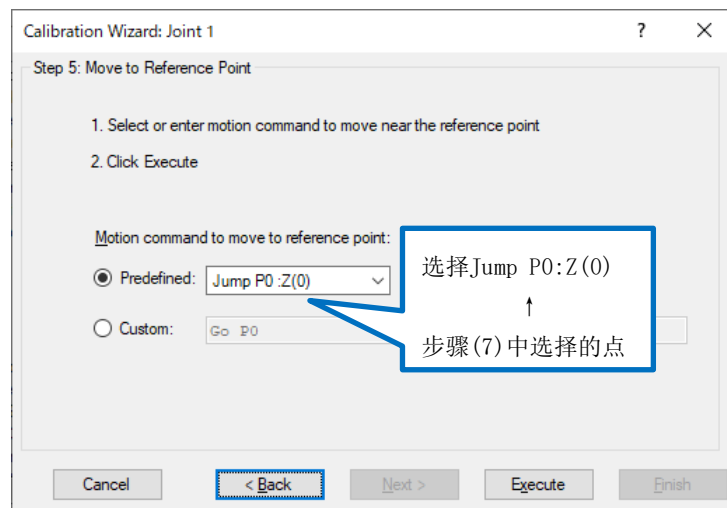 Calibration Wizard: Joint 1
?
Step 5: Move to Reference Point
1. Select or enter motion command to move near the reference point
2. Click Execute
Motion command to move to reference point:
Predefined: Jump P0 :Z(0)
Custom: Go P0
选择Jump P0:Z(0)
↑
步骤(7)中选择的点
Cancel < Back Next > Execute Finish